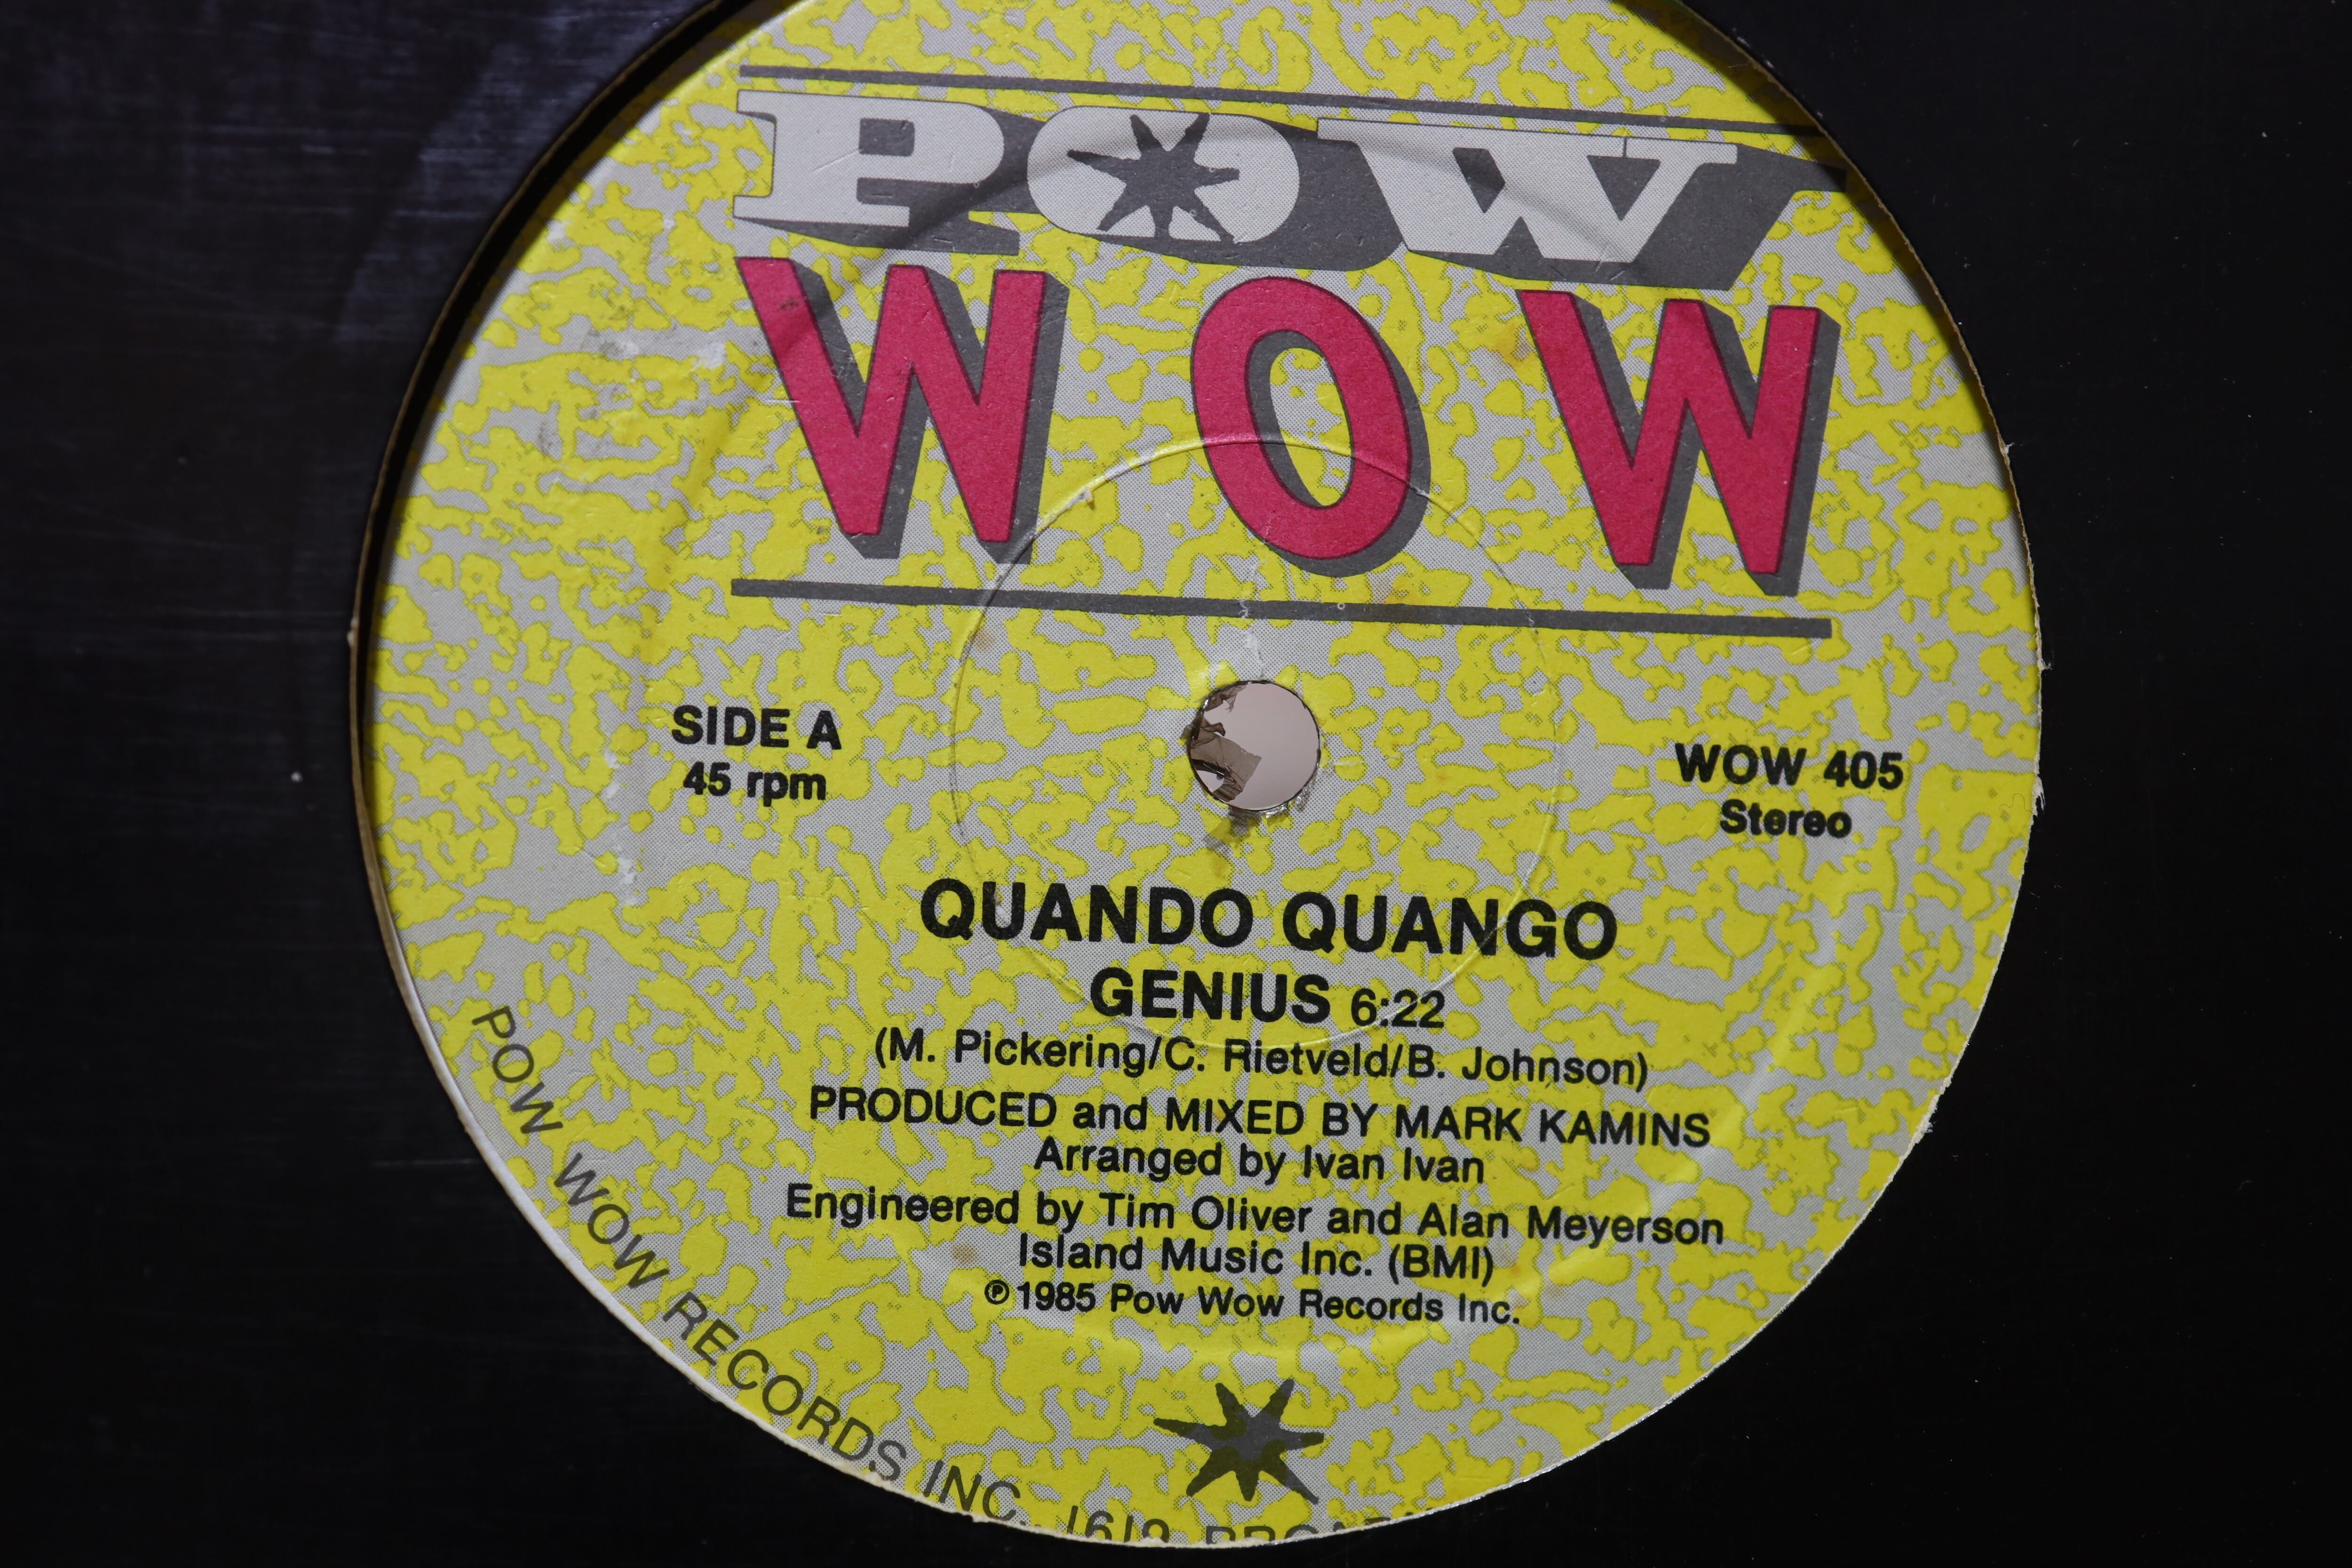 POW
WOW
SIDE A
45 rpm
WOW 405
Stereo
QUANDO QUANGO
GENIUS 6:22
(M. Pickering/C. Rietveld/B. Johnson)
PRODUCED and MIXED BY MARK KAMINS
Arranged by Ivan Ivan
Engineered by Tim Oliver and Alan Meyerson
Island Music Inc. (BMI)
℗1985 Pow Wow Records Inc.
POW WOW RECORDS INC. 1619